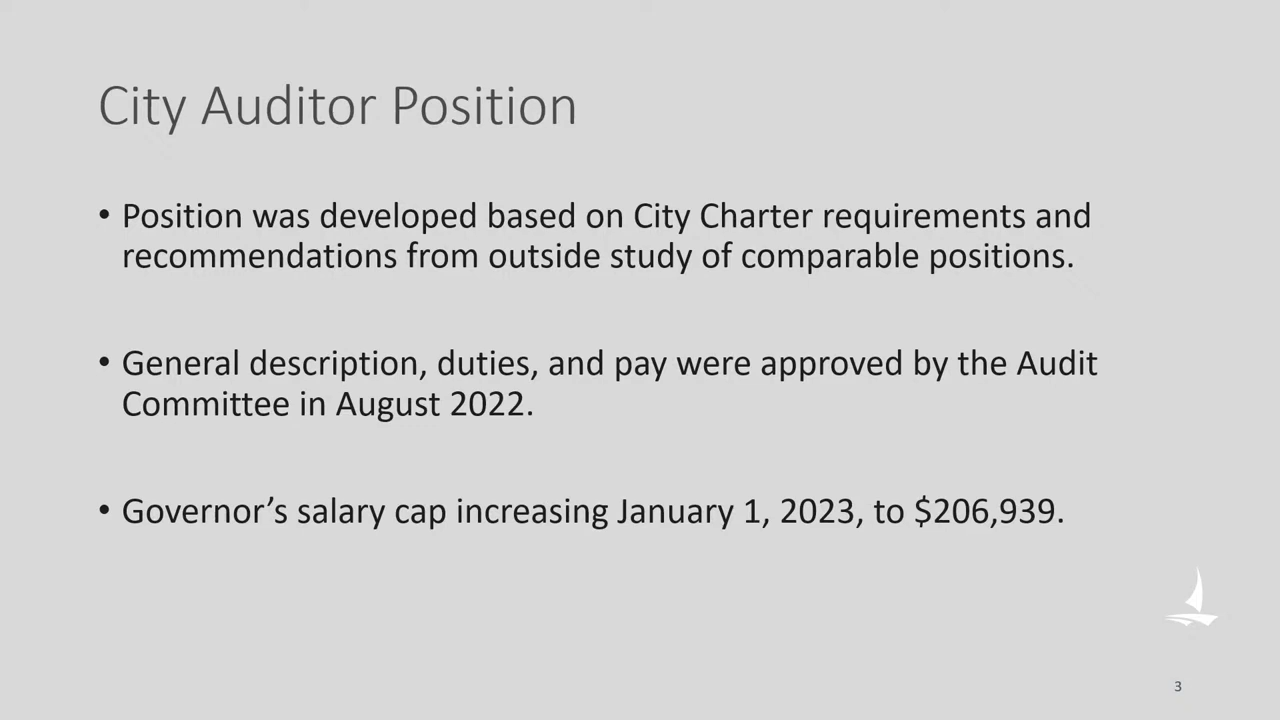 City Auditor Position
• Position was developed based on City Charter requirements and
recommendations from outside study of comparable positions.
• General description, duties, and pay were approved by the Audit
Committee in August 2022.
• Governor’s salary cap increasing January 1, 2023, to $206,939.
3